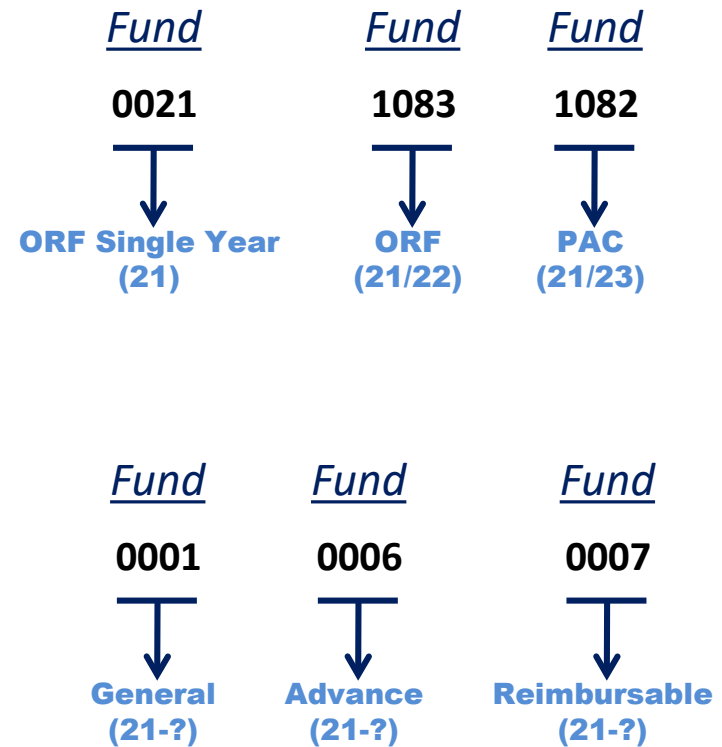 Fund Fund Fund
0021 1083 1082
ORF Single Year ORF PAC
(21) (21/22) (21/23)
Fund Fund Fund
0001 0006 0007
General Advance Reimbursable
(21-?) (21-?) (21-?)